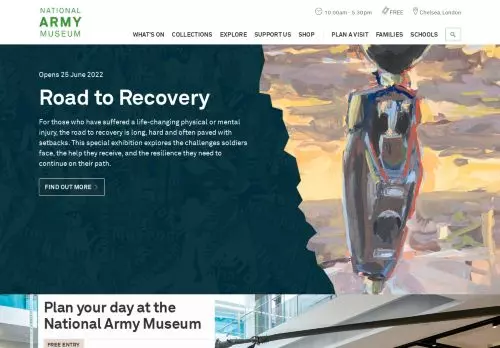 NATIONAL
ARMY
MUSEUM
10.00am - 5.30pm
FREE
Chelsea, London
WHAT'S ON COLLECTIONS EXPLORE SUPPORT US SHOP PLAN A VISIT FAMILIES SCHOOLS
Opens 25 June 2022
Road to Recovery
For those who have suffered a life-changing physical or mental
injury, the road to recovery is long, hard and often paved with
setbacks. This special exhibition explores the challenges soldiers
face, the help they receive, and the resilience they need to
continue on their path.
FIND OUT MORE
Plan your day at the
National Army Museum
FREE ENTRY